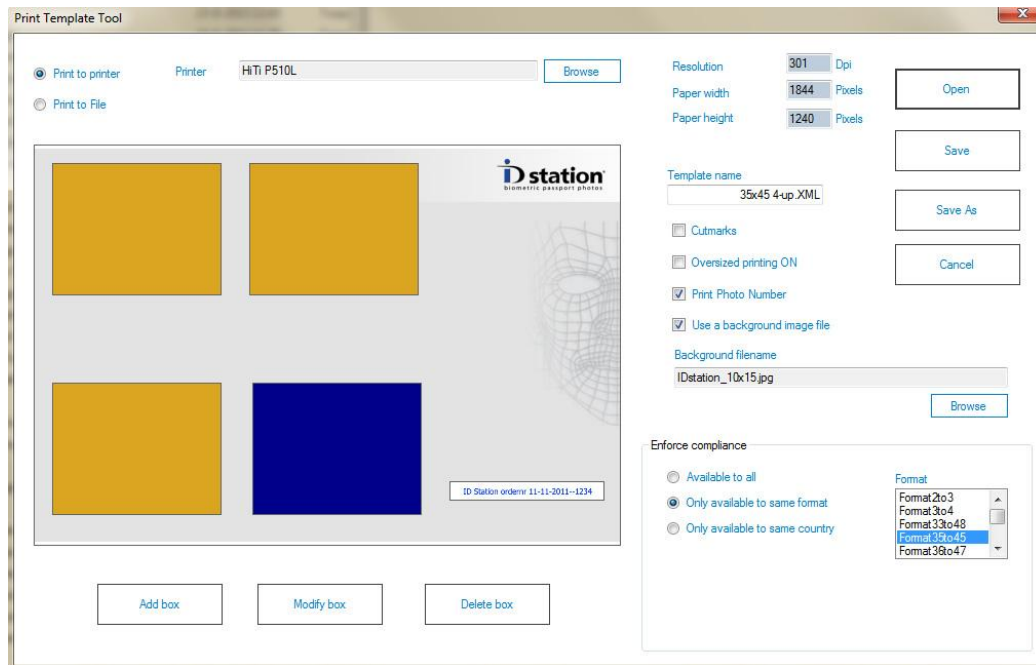 Print Template Tool
Print to printer
Printer
HiTi P510L
Browse
Print to File
Resolution
301
Dpi
Paper width
1844
Pixels
Paper height
1240
Pixels
Open
Save
Save As
Cancel
iD station
biometric passport photos
ID Station ordernr 11-11-2011--1234
Template name
35x45 4-up.XML
Cutmarks
Oversized printing ON
Print Photo Number
Use a background image file
Background filename
IDstation_10x15.jpg
Browse
Enforce compliance
Available to all
Only available to same format
Only available to same country
Format
Format2to3
Format3to4
Format33to48
Format35to45
Format36to47
Add box
Modify box
Delete box